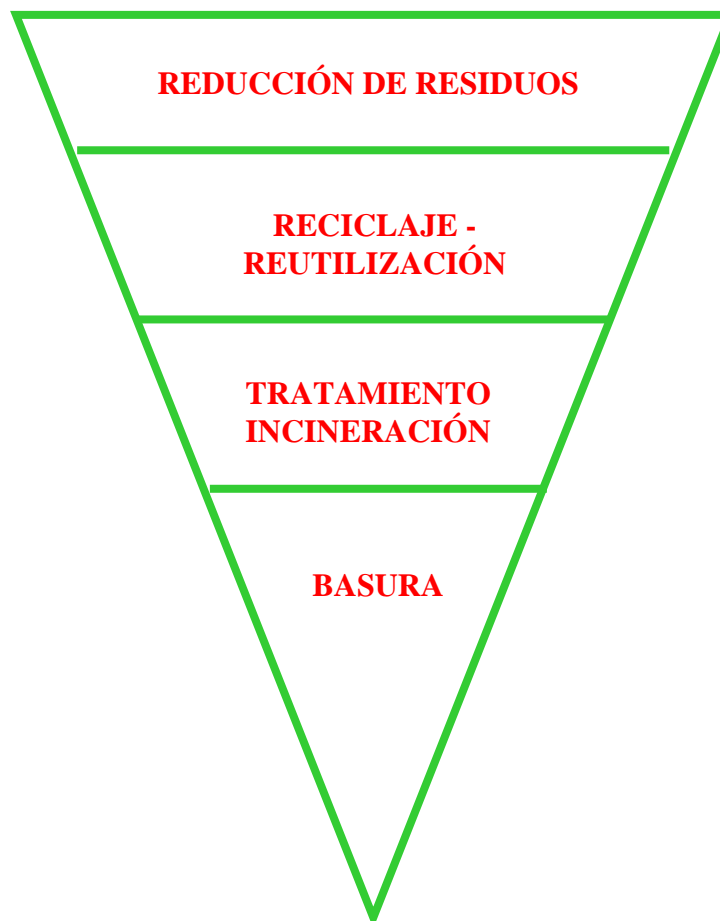 REDUCCIÓN DE RESIDUOS
RECICLAJE -
REUTILIZACIÓN
TRATAMIENTO
INCINERACIÓN
BASURA